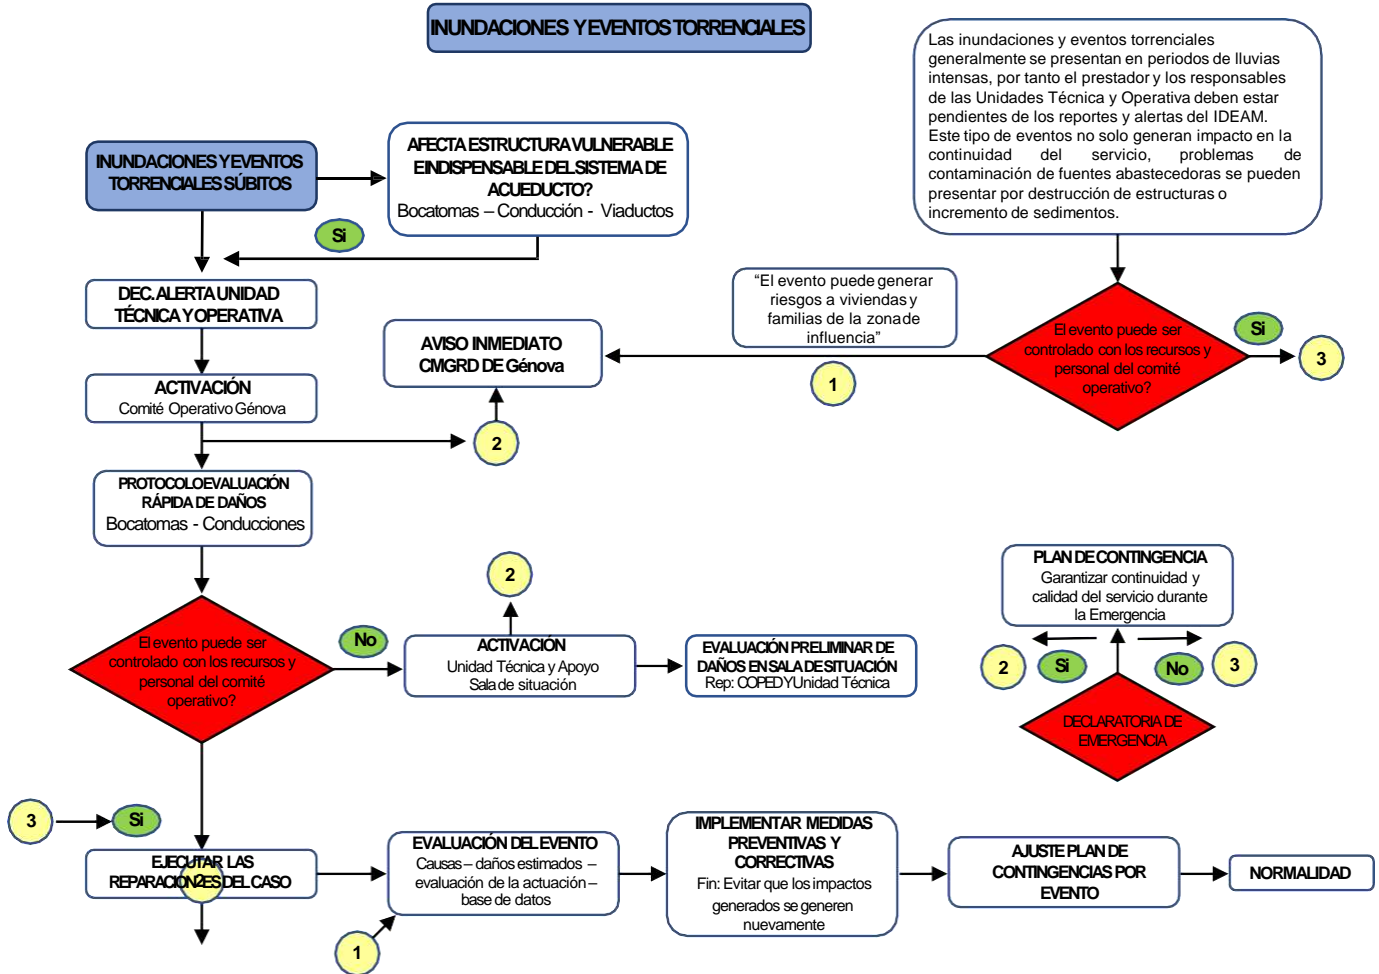 INUNDACIONES Y EVENTOS TORRENCIALES
Las inundaciones y eventos torrenciales
generalmente se presentan en periodos de lluvias
intensas, por tanto el prestador y los responsables
de las Unidades Técnica y Operativa deben estar
pendientes de los reportes y alertas del IDEAM.
Este tipo de eventos no solo generan impacto en la
continuidad del servicio, problemas de
contaminación de fuentes abastecedoras se pueden
presentar por destrucción de estructuras o
incremento de sedimentos.
INUNDACIONES Y EVENTOS
TORRENCIALES SÚBITOS
AFECTA ESTRUCTURA VULNERABLE
E INDISPENSABLE DEL SISTEMA DE
ACUEDUCTO?
Bocatomas – Conducción - Viaductos
Si
DEC. ALERTA UNIDAD
TÉCNICA Y OPERATIVA
"El evento puede generar
riesgos a viviendas y
familias de la zona de
influencia"
AVISO INMEDIATO
CMGRD DE Génova
1
El evento puede ser
controlado con los recursos y
personal del comité
operativo?
Si
3
ACTIVACIÓN
Comité Operativo Génova
2
PROTOCOLO EVALUACIÓN
RÁPIDA DE DAÑOS
Bocatomas - Conducciones
El evento puede ser
controlado con los recursos y
personal del comité
operativo?
No
2
ACTIVACIÓN
Unidad Técnica y Apoyo
Sala de situación
EVALUACIÓN PRELIMINAR DE
DAÑOS EN SALA DE SITUACIÓN
Rep: COPED Y Unidad Técnica
PLAN DE CONTINGENCIA
Garantizar continuidad y
calidad del servicio durante
la Emergencia
2
Si
No
3
DECLARATORIA DE
EMERGENCIA
3
Si
EJECUTAR LAS
REPARACIONES DEL CASO
2
EVALUACIÓN DEL EVENTO
Causas – daños estimados –
evaluación de la actuación –
base de datos
1
IMPLEMENTAR MEDIDAS
PREVENTIVAS Y
CORRECTIVAS
Fin: Evitar que los impactos
generados se generen
nuevamente
AJUSTE PLAN DE
CONTINGENCIAS POR
EVENTO
NORMALIDAD